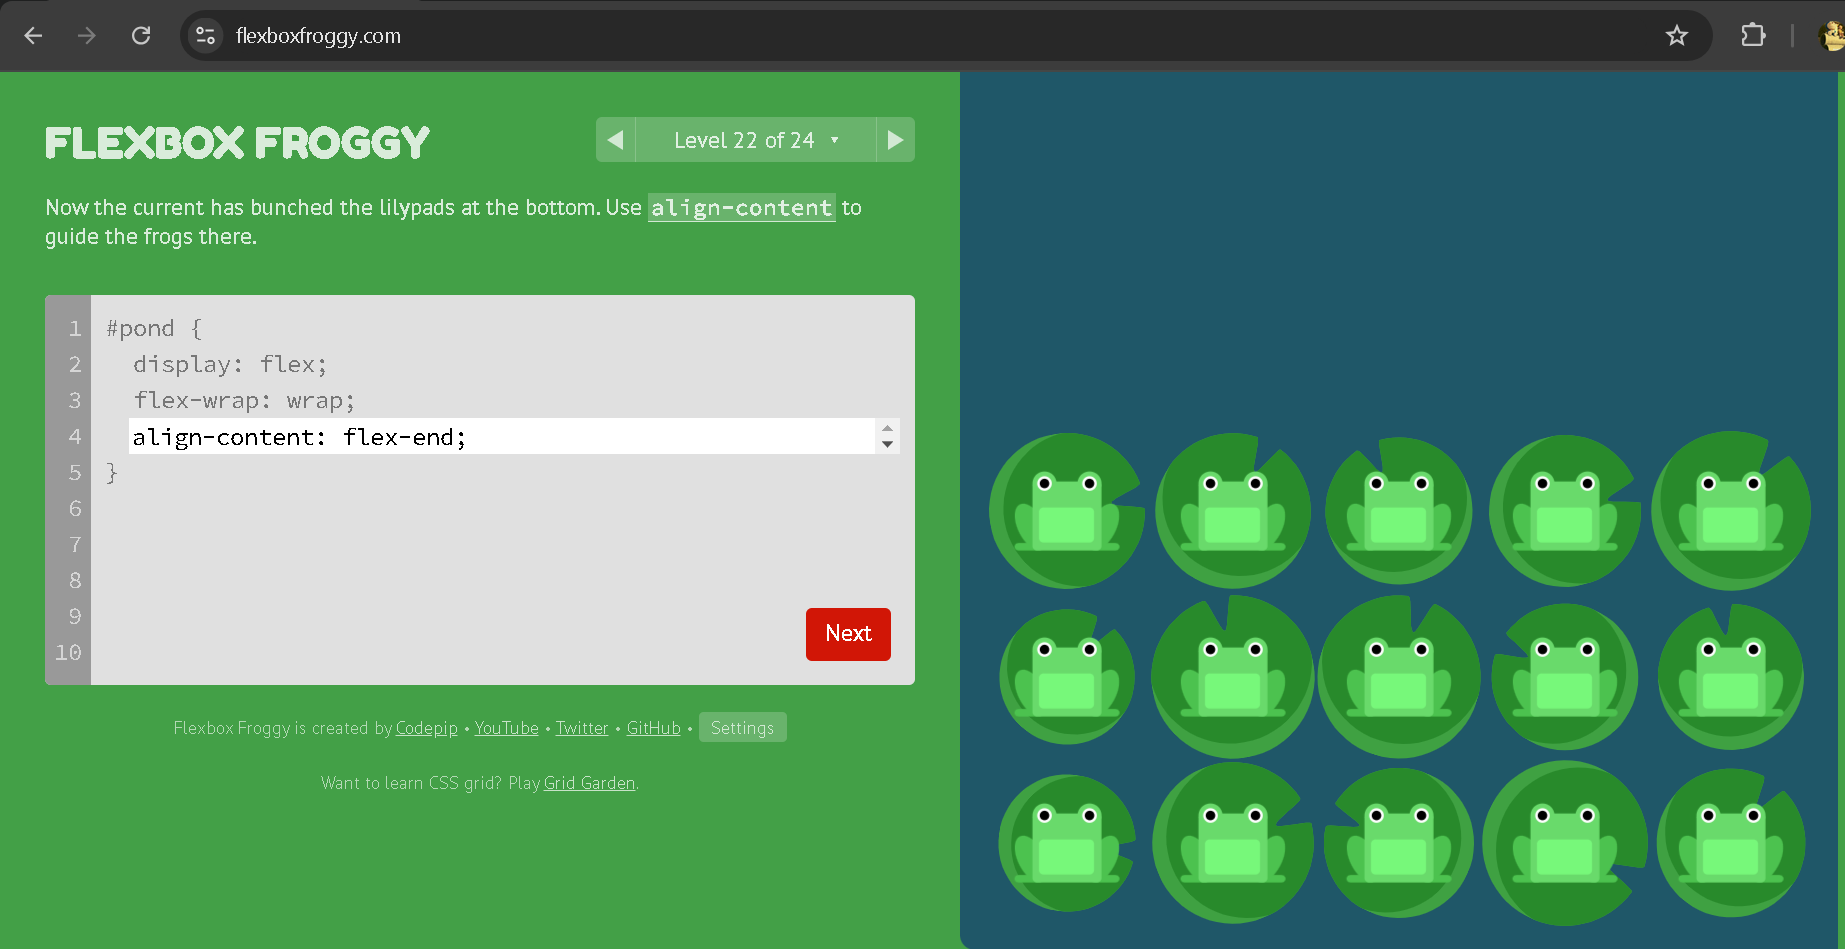 flexboxfroggy.com
FLEXBOX FROGGY
Level 22 of 24
Now the current has bunched the lilypads at the bottom. Use align-content to
guide the frogs there.
1 #pond {
2 display: flex;
3 flex-wrap: wrap;
4 align-content: flex-end;
5 }
6
7
8
9
10
Next
Flexbox Froggy is created by Codepip • YouTube • Twitter • GitHub • Settings
Want to learn CSS grid? Play Grid Garden.